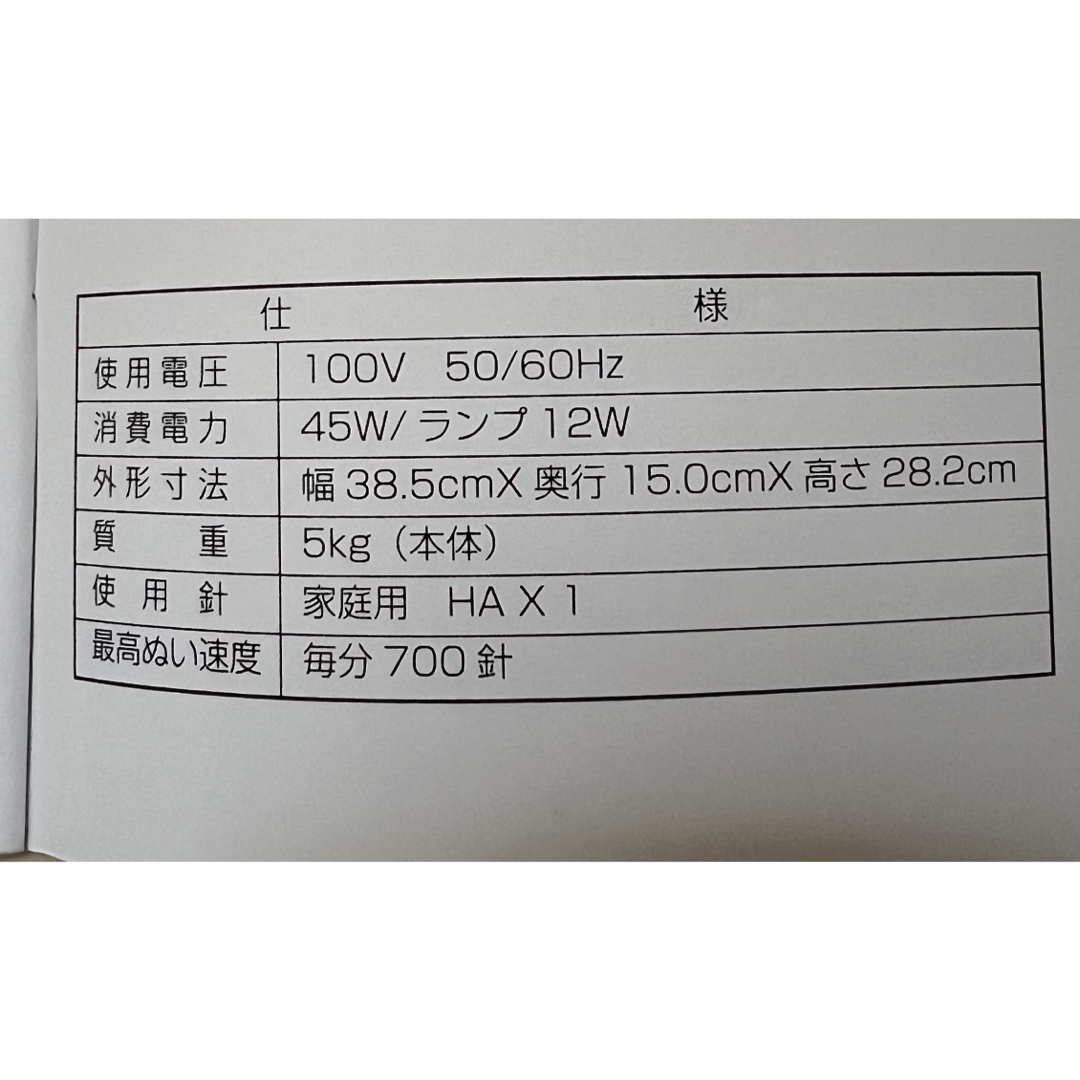 仕様
使用電圧 100V 50/60Hz
消費電力 45W/ランプ12W
外形寸法 幅38.5cmX奥行15.0cmX高さ28.2cm
質重 5kg（本体）
使用針 家庭用 HA X 1
最高ぬい速度 毎分700針